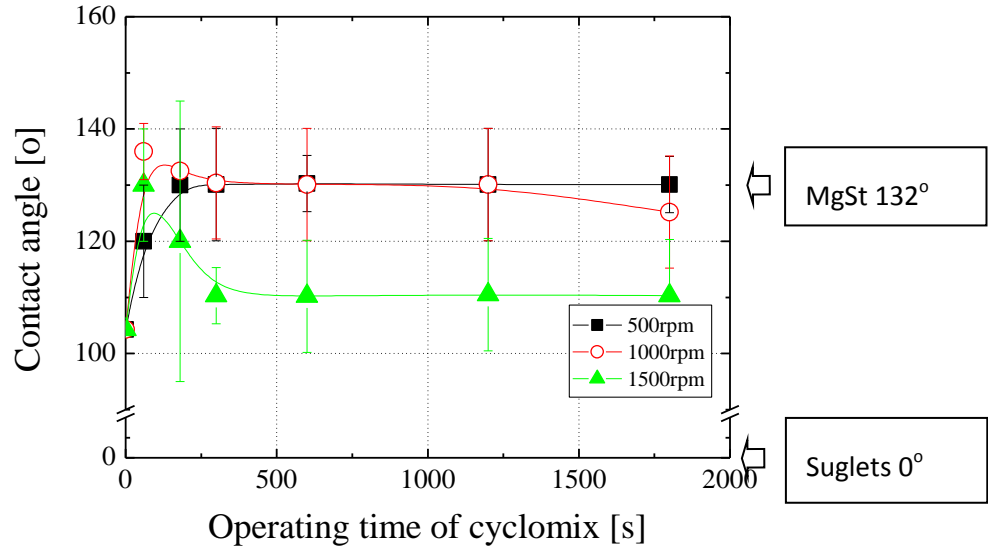 160
140
120
100
0
Contact angle [o]
0
500
1000
1500
2000
Operating time of cyclomix [s]
500rpm
1000rpm
1500rpm
MgSt 132°
Suglets 0°